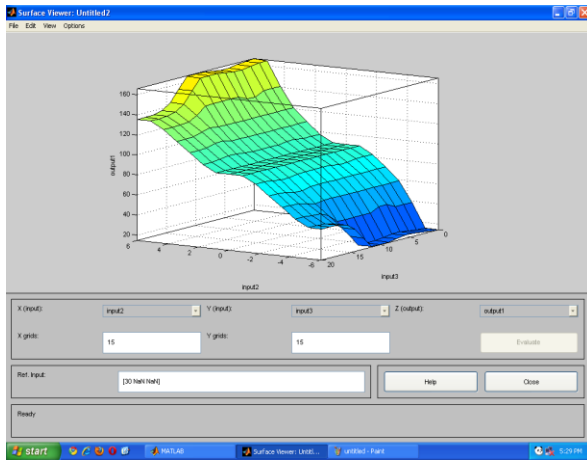 Surface Viewer: Untitled2
File Edit View Options
160
140
120
100
80
60
40
20
output1
6 4 2 0 -2 -4 -6
20 15 10 5 0
input2
input3
X (input): input2 Y (input): input3 Z (output): output1
X grids: 15 Y grids: 15 Evaluate
Ref. Input: [30 NaN NaN] Help Close
Ready
start MATLAB Surface Viewer: Untitl... untitled - Paint 5:29 PM